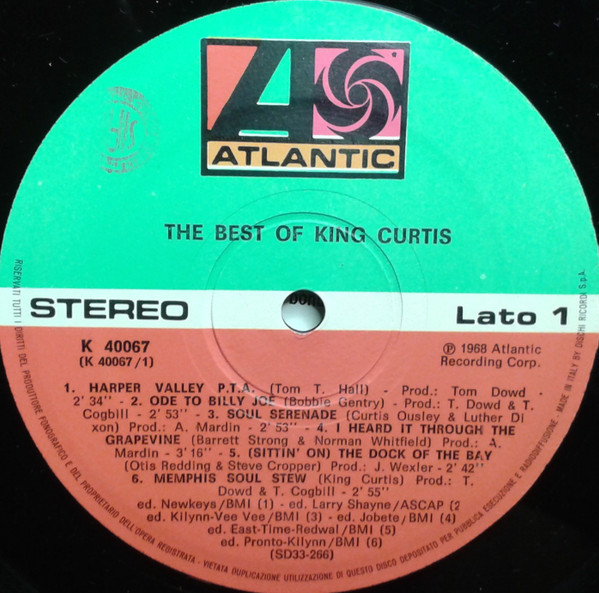 ATLANTIC
THE BEST OF KING CURTIS
STEREO
Lato 1
K 40067
(K 40067/1)
℗ 1968 Atlantic
Recording Corp.
1. HARPER VALLEY P.T.A. (Tom T. Hall) - Prod.: Tom Dowd -
2' 34'' - 2. ODE TO BILLY JOE (Bobbie Gentry) - Prod.: T. Dowd & T.
Cogbill - 2' 53'' - 3. SOUL SERENADE (Curtis Ousley & Luther Di
xon) - Prod.: A. Mardin - 2' 53'' - 4. I HEARD IT THROUGH THE
GRAPEVINE (Barrett Strong & Norman Whitfield) - Prod.: A.
Mardin - 3' 16'' - 5. (SITTIN' ON) THE DOCK OF THE BAY
(Otis Redding & Steve Cropper) - Prod.: J. Wexler - 2' 42''
6. MEMPHIS SOUL STEW (King Curtis) - Prod.: T.
Dowd & T. Cogbill - 2' 55''
ed. Newkeys/BMI (1) - ed. Larry Shayne/ASCAP (2
ed. Kilynn-Vee Vee/BMI (3) - ed. Jobete/BMI (4)
ed. East-Time-Redwal/BMI (5)
ed. Pronto-Kilynn/BMI (6)
(SD33-266)
RISERVATI TUTTI I DIRITTI DEL PRODUTTORE FONOGRAFICO E DEL PROPRIETARIO DELL'OPERA REGISTRATA - VIETATA DUPLICAZIONE UTILIZZAZIONE DI QUESTO DISCO DEPOSITATO PER PUBBLICA ESECUZIONE E RADIODIFFUSIONE. - MADE IN ITALY BY DISCHI RICORDI S.p.A.